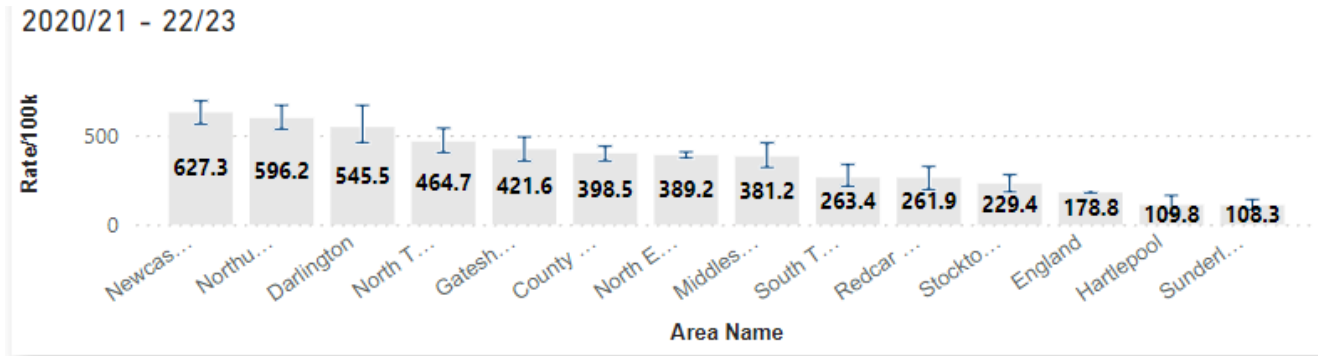 2020/21 - 22/23
Rate/100k
500
0
627.3 596.2 545.5 464.7 421.6 398.5 389.2 381.2 263.4 261.9 229.4 178.8 109.8 108.3
Newcas... Northu... Darlington North T... Gatesh... County ... North E... Middles... South T... Redcar ... Stockto... England Hartlepool Sunderl...
Area Name